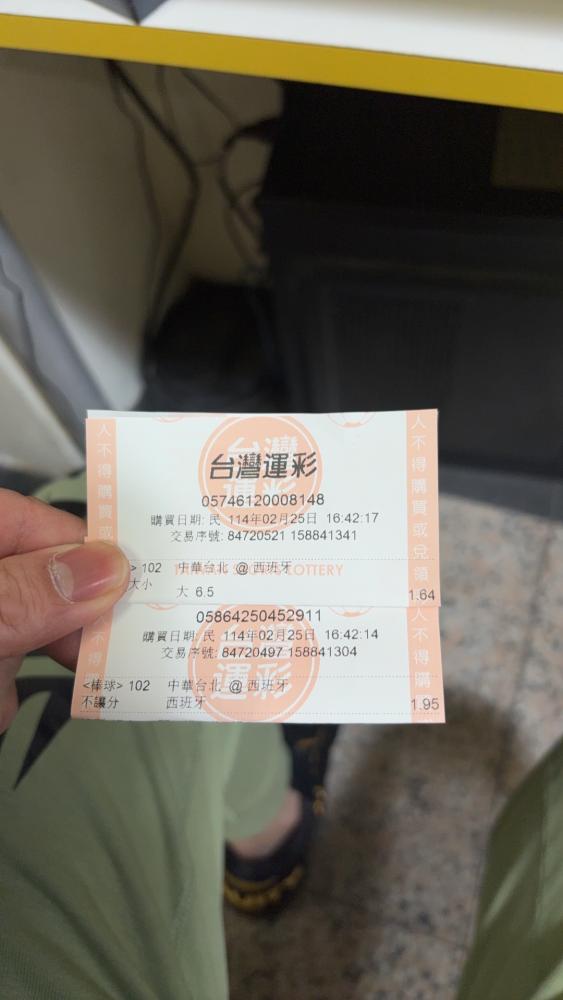 台灣運彩
05746120008148
購買日期: 民 114年02月25日 16:42:17
交易序號: 84720521 158841341
> 102 中華台北 @ 西班牙
大小 大 6.5 1.64
05864250452911
購買日期: 民 114年02月25日 16:42:14
交易序號: 84720497 158841304
<棒球> 102 中華台北 @ 西班牙
不讓分 西班牙 1.95
人不得購買或兌領
人不得購買